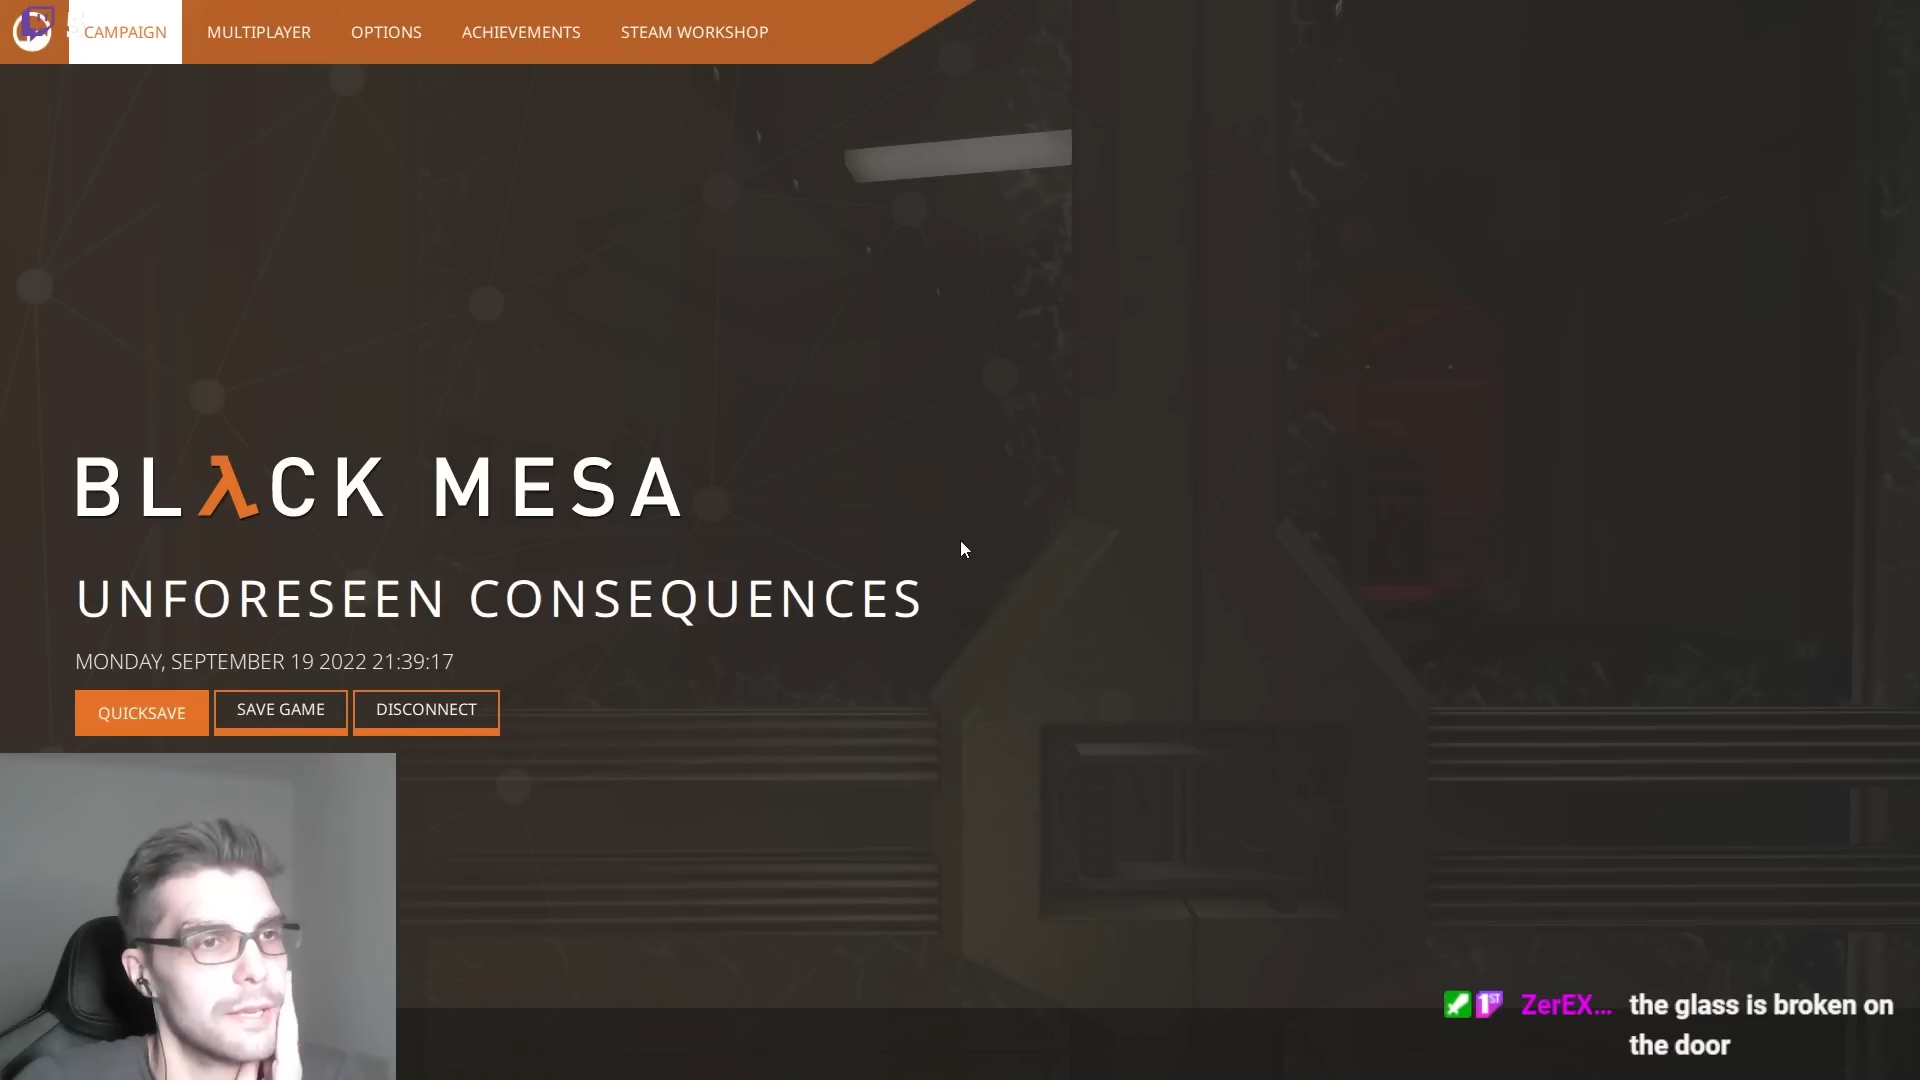 CAMPAIGN MULTIPLAYER OPTIONS ACHIEVEMENTS STEAM WORKSHOP
BLλCK MESA
UNFORESEEN CONSEQUENCES
MONDAY, SEPTEMBER 19 2022 21:39:17
QUICKSAVE SAVE GAME DISCONNECT
1ST ZerEX... the glass is broken on
the door